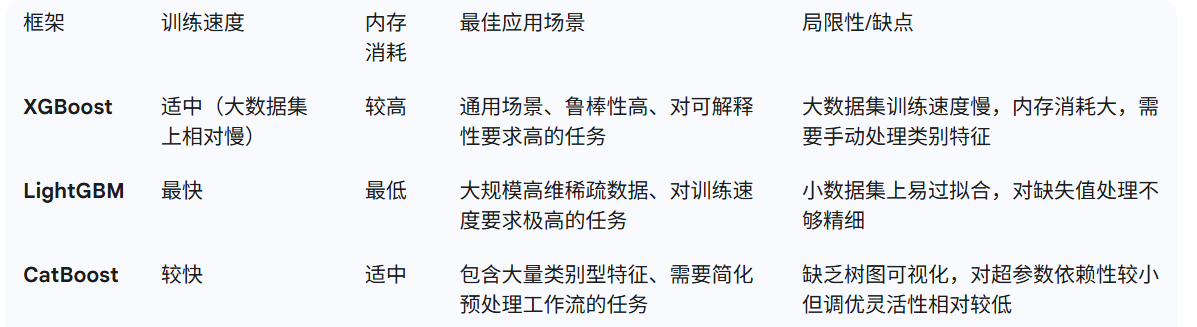 框架 训练速度 内存 最佳应用场景 局限性/缺点
消耗
XGBoost 适中（大数据集 较高 通用场景、鲁棒性高、对可解释 大数据集训练速度慢，内存消耗大，需
上相对慢） 性要求高的任务 要手动处理类别特征
LightGBM 最快 最低 大规模高维稀疏数据、对训练速 小数据集上易过拟合，对缺失值处理不
度要求极高的任务 够精细
CatBoost 较快 适中 包含大量类别型特征、需要简化 缺乏树图可视化，对超参数依赖性较小
预处理工作流的任务 但调优灵活性相对较低